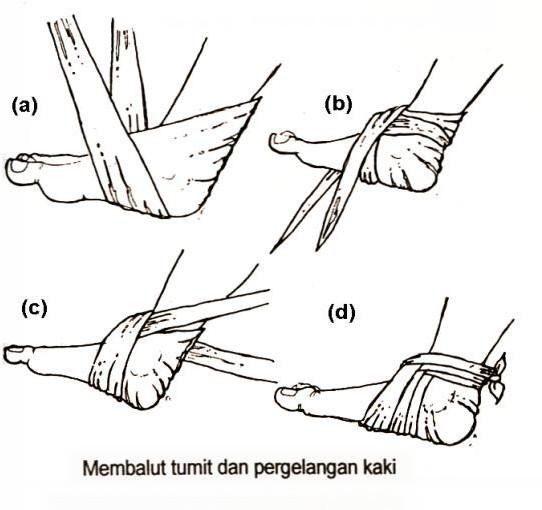 (a)
(b)
(c)
(d)
Membalut tumit dan pergelangan kaki